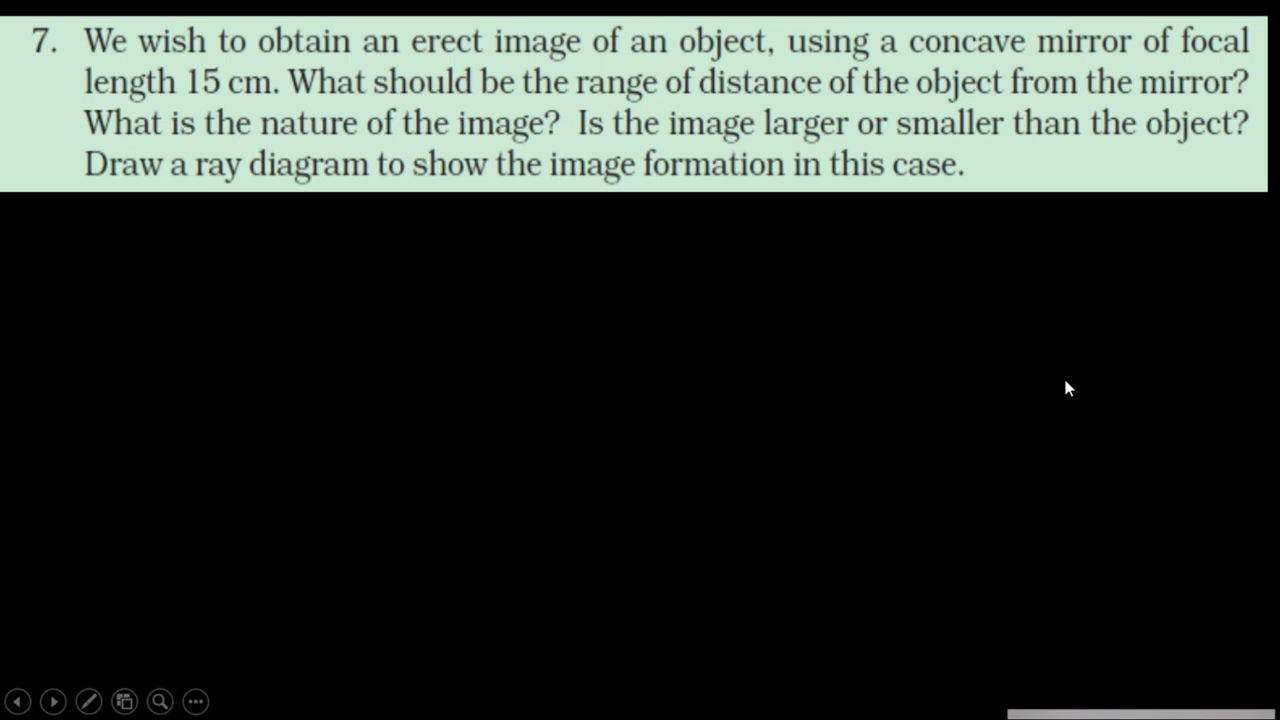 7. We wish to obtain an erect image of an object, using a concave mirror of focal
length 15 cm. What should be the range of distance of the object from the mirror?
What is the nature of the image? Is the image larger or smaller than the object?
Draw a ray diagram to show the image formation in this case.